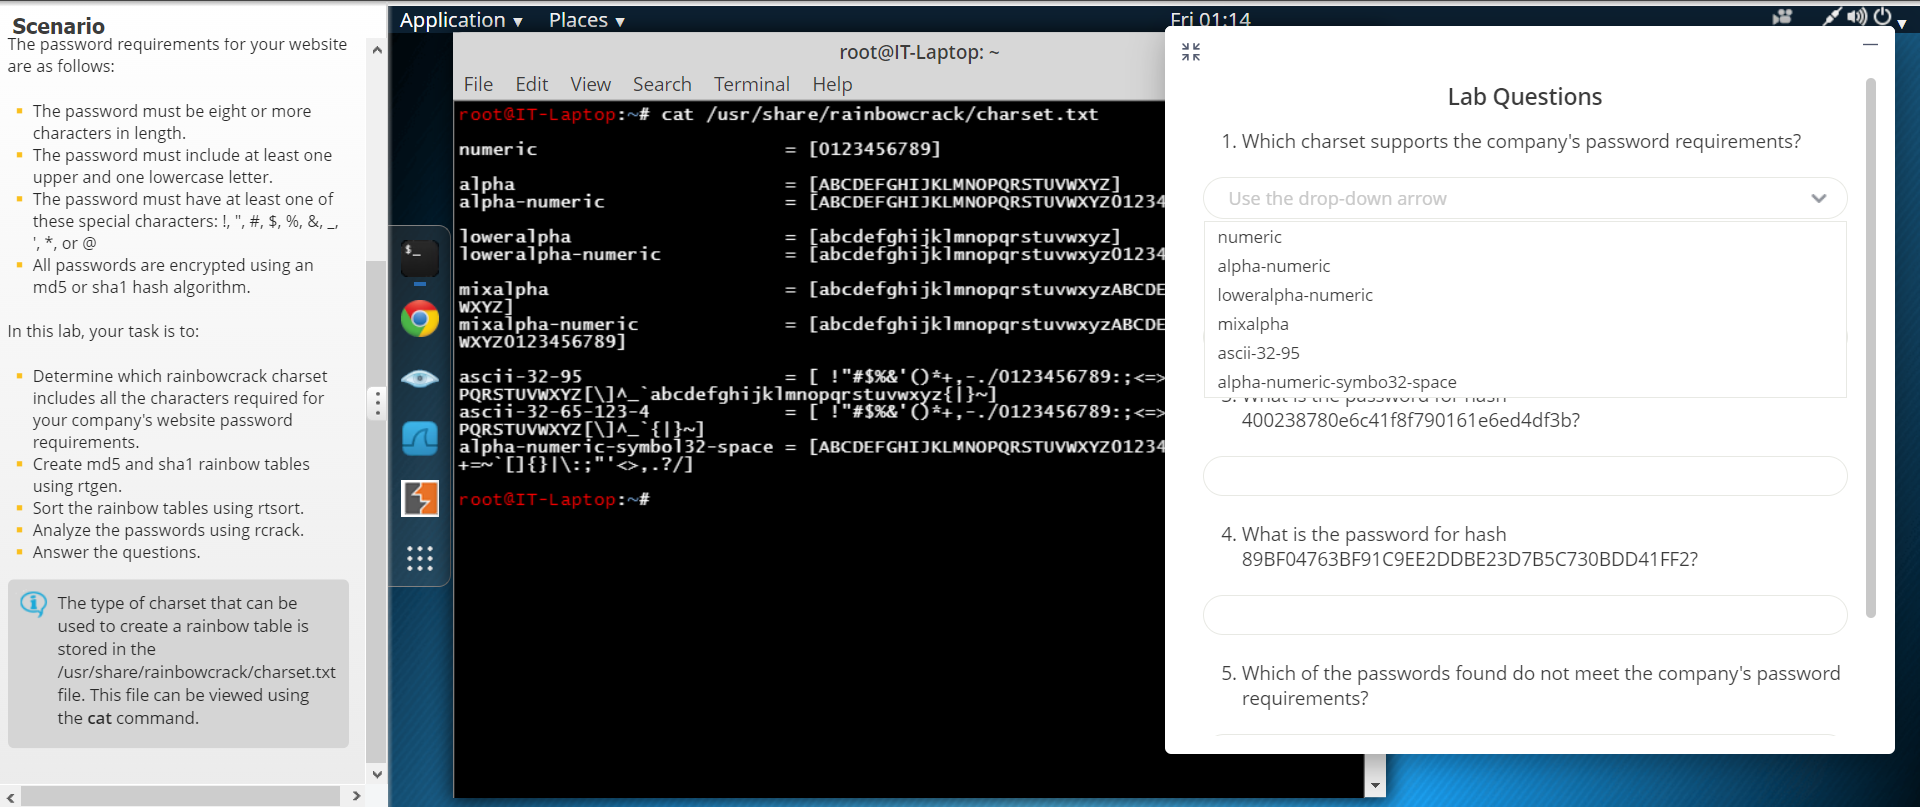 Scenario
The password requirements for your website
are as follows:
The password must be eight or more
characters in length.
The password must include at least one
upper and one lowercase letter.
The password must have at least one of
these special characters: !, ", #, $, %, &, _,
', *, or @
All passwords are encrypted using an
md5 or sha1 hash algorithm.
In this lab, your task is to:
Determine which rainbowcrack charset
includes all the characters required for
your company's website password
requirements.
Create md5 and sha1 rainbow tables
using rtgen.
Sort the rainbow tables using rtsort.
Analyze the passwords using rcrack.
Answer the questions.
The type of charset that can be
used to create a rainbow table is
stored in the
/usr/share/rainbowcrack/charset.txt
file. This file can be viewed using
the cat command.
Application ▾ Places ▾ Fri 01:14
root@IT-Laptop: ~
File Edit View Search Terminal Help
root@IT-Laptop:~# cat /usr/share/rainbowcrack/charset.txt
numeric = [0123456789]
alpha = [ABCDEFGHIJKLMNOPQRSTUVWXYZ]
alpha-numeric = [ABCDEFGHIJKLMNOPQRSTUVWXYZ01234
loweralpha = [abcdefghijklmnopqrstuvwxyz]
loweralpha-numeric = [abcdefghijklmnopqrstuvwxyz01234
mixalpha = [abcdefghijklmnopqrstuvwxyzABCDE
WXYZ]
mixalpha-numeric = [abcdefghijklmnopqrstuvwxyzABCDE
WXYZ0123456789]
ascii-32-95 = [ !"#$%&'()*+,-./0123456789:;<=>
PQRSTUVWXYZ[\]^_`abcdefghijklmnopqrstuvwxyz{|}~]
ascii-32-65-123-4 = [ !"#$%&'()*+,-./0123456789:;<=>
PQRSTUVWXYZ[\]^_`{|}~]
alpha-numeric-symbol32-space = [ABCDEFGHIJKLMNOPQRSTUVWXYZ01234
+=~`[]{}|\:;"'<>,.?/]
root@IT-Laptop:~#
Lab Questions
1. Which charset supports the company's password requirements?
Use the drop-down arrow
numeric
alpha-numeric
loweralpha-numeric
mixalpha
ascii-32-95
alpha-numeric-symbo32-space
3. What is the password for hash
400238780e6c41f8f790161e6ed4df3b?
4. What is the password for hash
89BF04763BF91C9EE2DDBE23D7B5C730BDD41FF2?
5. Which of the passwords found do not meet the company's password
requirements?